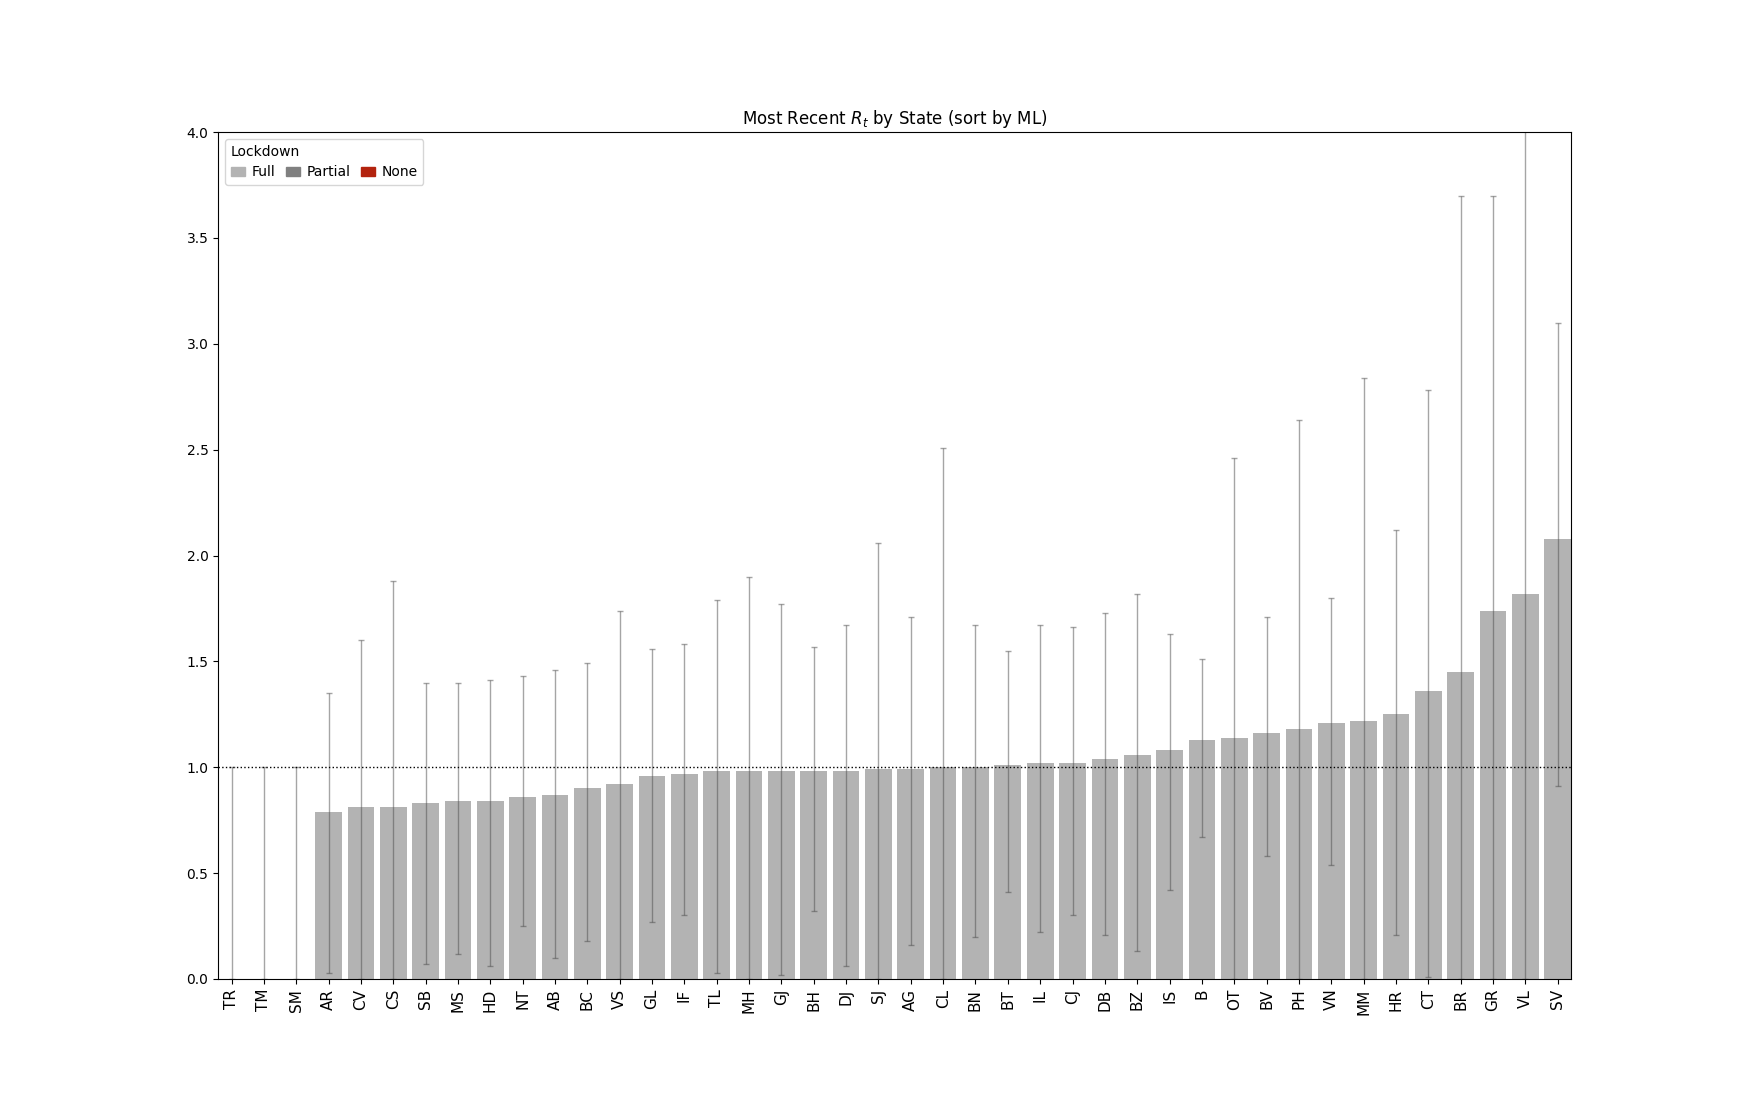 Most Recent Rt by State (sort by ML)
Lockdown
Full Partial None
4.0
3.5
3.0
2.5
2.0
1.5
1.0
0.5
0.0
TR TM SM AR CV CS SB MS HD NT AB BC VS GL IF TL MH GJ BH DJ SJ AG CL BN BT IL CJ DB BZ IS B OT BV PH VN MM HR CT BR GR VL SV